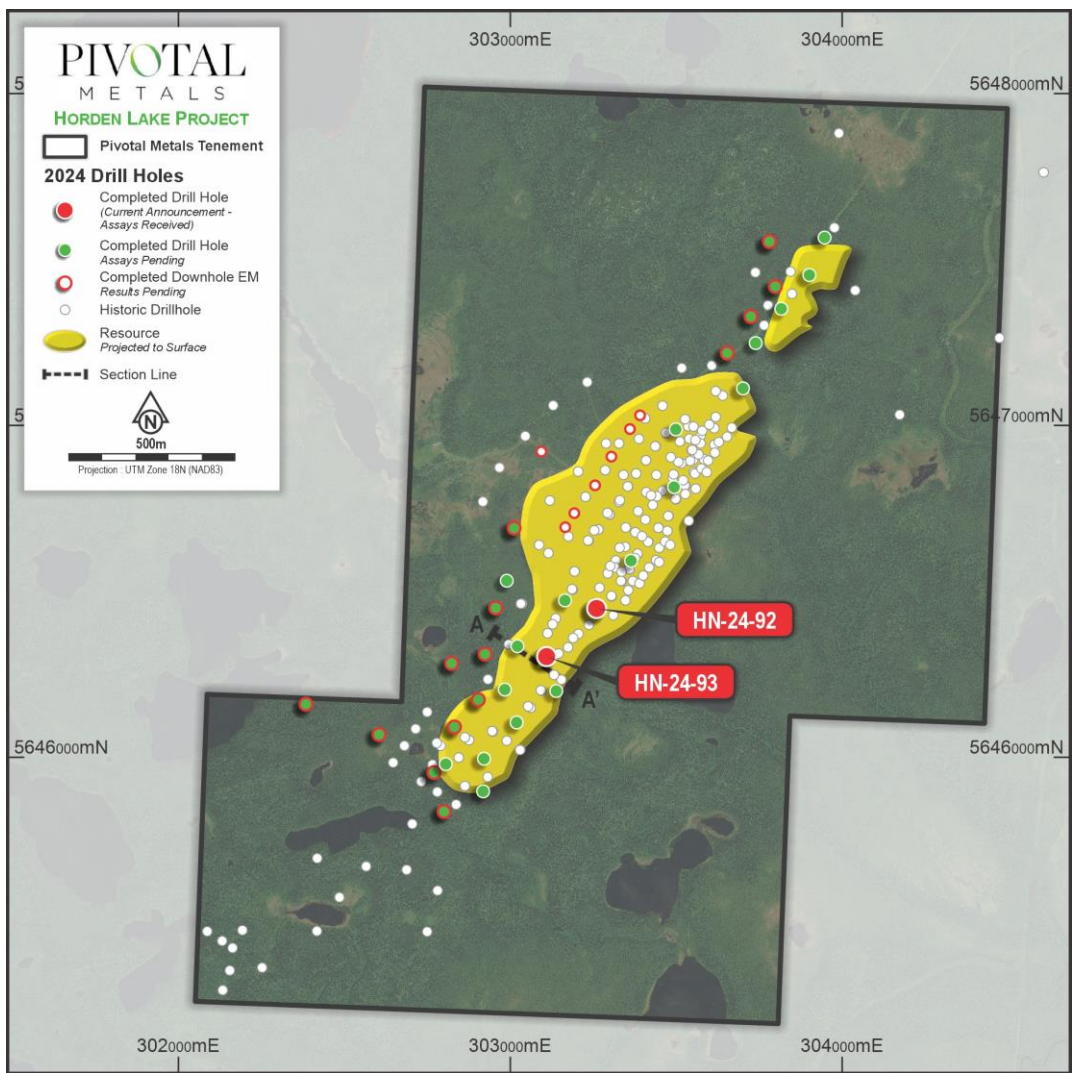 303000mE
304000mE
5648000mN
PIVOTAL
METALS
HORDEN LAKE PROJECT
Pivotal Metals Tenement
2024 Drill Holes
Completed Drill Hole
(Current Announcement -
Assays Received)
Completed Drill Hole
Assays Pending
Completed Downhole EM
Results Pending
Historic Drillhole
Resource
Projected to Surface
Section Line
N
500m
Projection : UTM Zone 18N (NAD83)
5
5
5647000mN
HN-24-92
A
HN-24-93
A'
5646000mN
5646000mN
302000mE
303000mE
304000mE